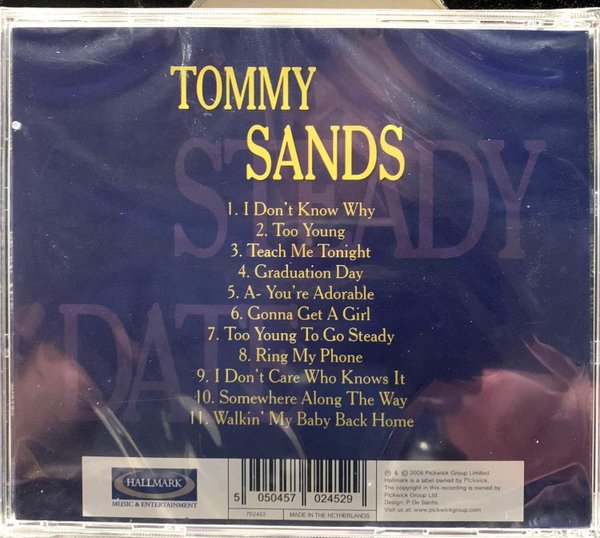 TOMMY
SANDS
STEADY
DATE
1. I Don't Know Why
2. Too Young
3. Teach Me Tonight
4. Graduation Day
5. A- You're Adorable
6. Gonna Get A Girl
7. Too Young To Go Steady
8. Ring My Phone
9. I Don't Care Who Knows It
10. Somewhere Along The Way
11. Walkin' My Baby Back Home
HALLMARK
MUSIC & ENTERTAINMENT
5 050457 024529
702452 MADE IN THE NETHERLANDS
℗ & © 2008 Pickwick Group Limited.
Hallmark is a label owned by Pickwick.
The copyright in this recording is owned by
Pickwick Group Ltd.
Design: P De Santis.
Visit us at: www.pickwickgroup.com